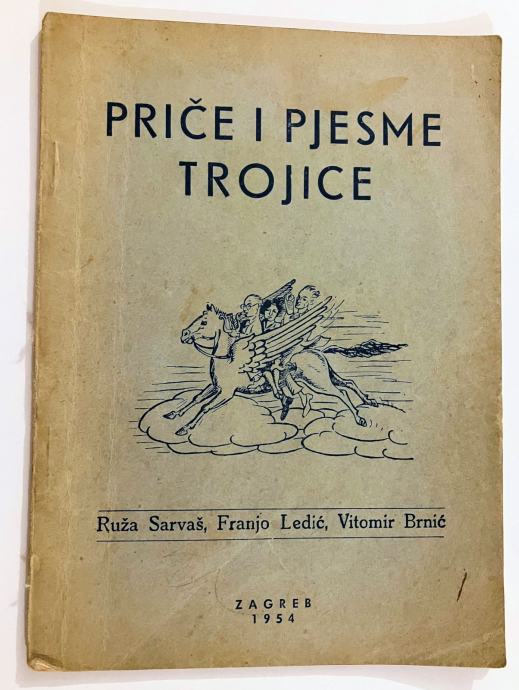 PRIČE I PJESME
TROJICE
Ruža Sarvaš, Franjo Ledić, Vitomir Brnić
ZAGREB
1954